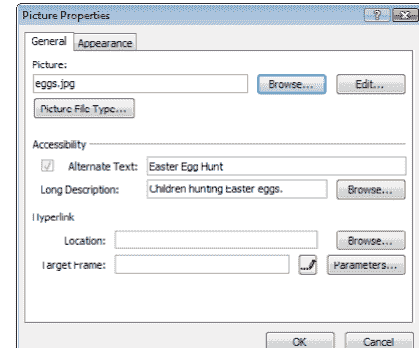 Picture Properties
General Appearance
Picture:
eggs.jpg Browse... Edit...
Picture File Type...
Accessibility
Alternate Text: Easter Egg Hunt
Long Description: Children hunting Easter eggs. Browse...
Hyperlink
Location: Browse...
Target Frame: Parameters...
OK Cancel